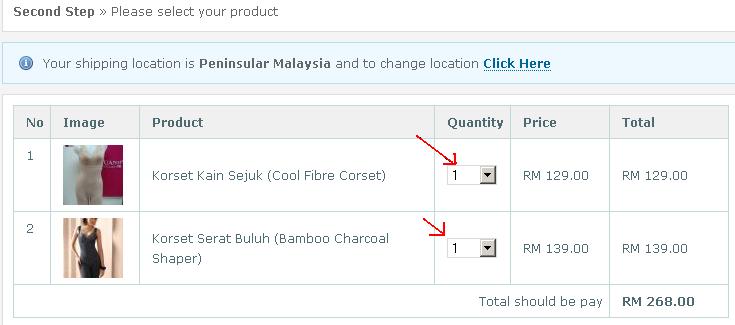 Second Step » Please select your product
Your shipping location is Peninsular Malaysia and to change location Click Here
No Image Product Quantity Price Total
1 Korset Kain Sejuk (Cool Fibre Corset) 1 RM 129.00 RM 129.00
2 Korset Serat Buluh (Bamboo Charcoal
Shaper) 1 RM 139.00 RM 139.00
Total should be pay RM 268.00